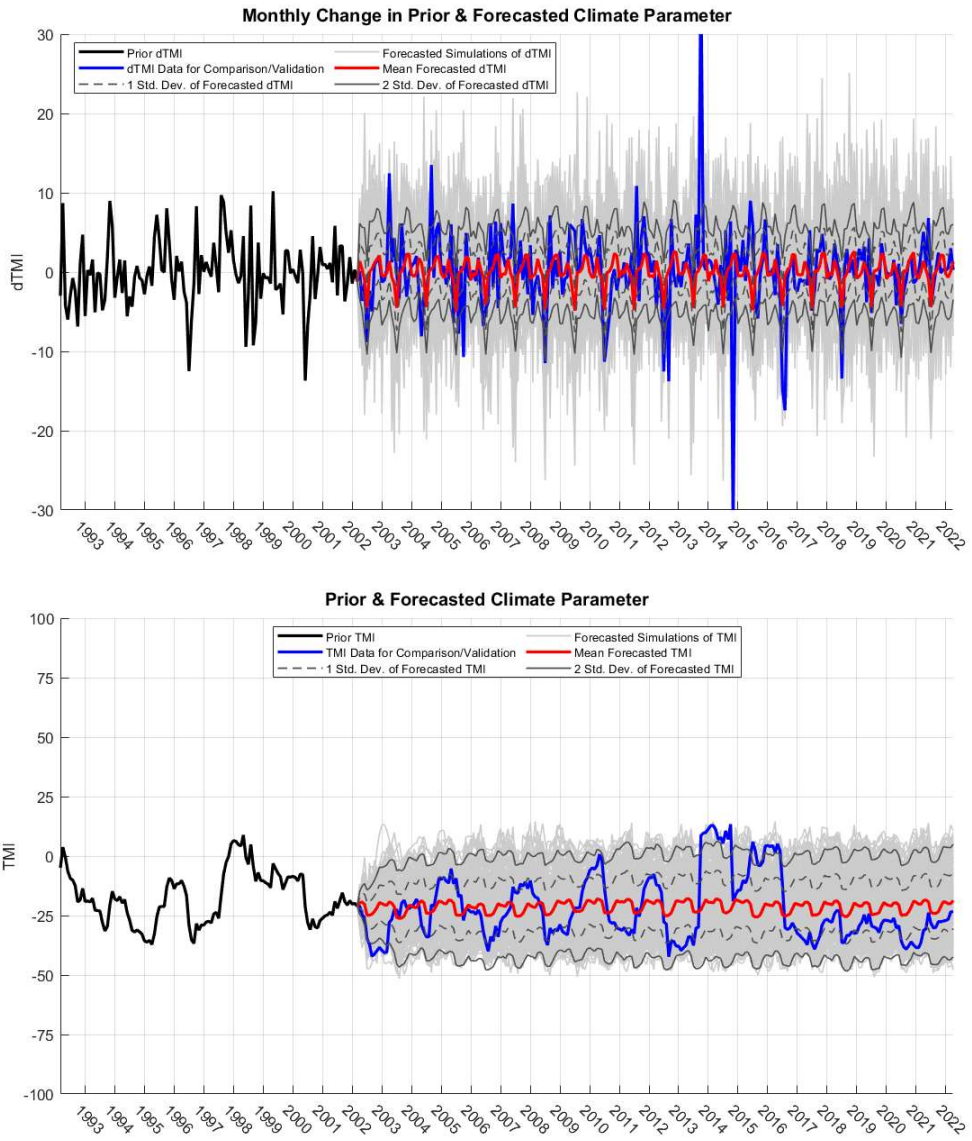 Monthly Change in Prior & Forecasted Climate Parameter
30
20
10
0
-10
-20
-30
dTMI
Prior dTMI
dTMI Data for Comparison/Validation
1 Std. Dev. of Forecasted dTMI
Forecasted Simulations of dTMI
Mean Forecasted dTMI
2 Std. Dev. of Forecasted dTMI
1993 1994 1995 1996 1997 1998 1999 2000 2001 2002 2003 2004 2005 2006 2007 2008 2009 2010 2011 2012 2013 2014 2015 2016 2017 2018 2019 2020 2021 2022
Prior & Forecasted Climate Parameter
100
75
50
25
0
-25
-50
-75
-100
TMI
Prior TMI
TMI Data for Comparison/Validation
1 Std. Dev. of Forecasted TMI
Forecasted Simulations of TMI
Mean Forecasted TMI
2 Std. Dev. of Forecasted TMI
1993 1994 1995 1996 1997 1998 1999 2000 2001 2002 2003 2004 2005 2006 2007 2008 2009 2010 2011 2012 2013 2014 2015 2016 2017 2018 2019 2020 2021 2022